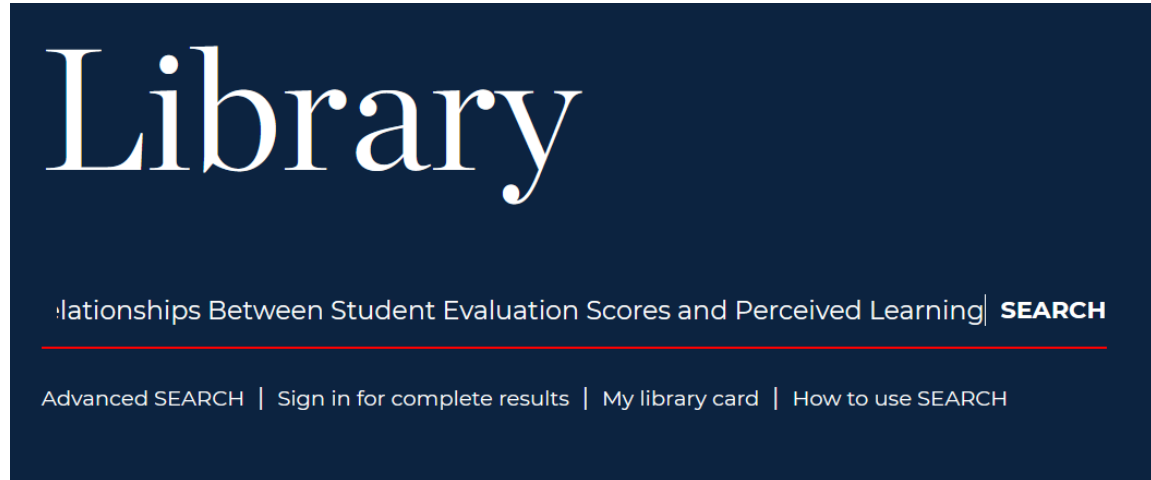 Library
elationships Between Student Evaluation Scores and Perceived Learning SEARCH
Advanced SEARCH | Sign in for complete results | My library card | How to use SEARCH